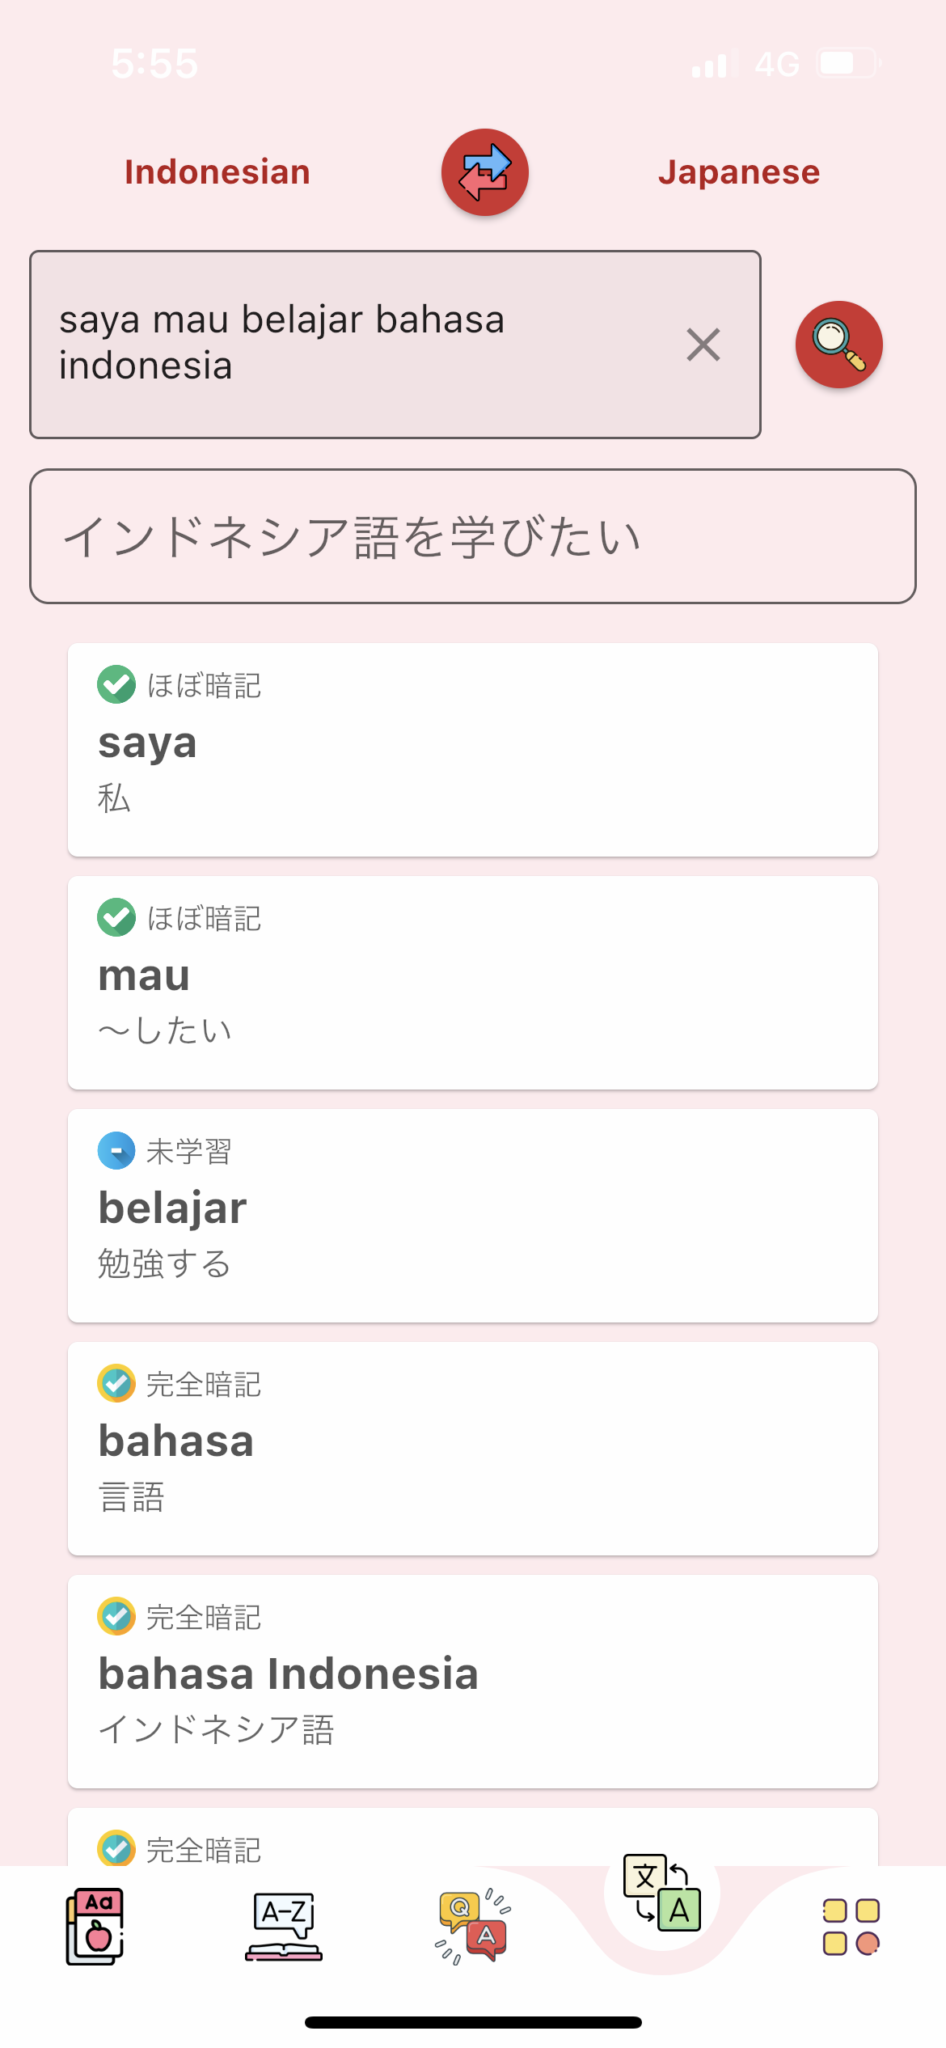 5:55 4G
Indonesian Japanese
saya mau belajar bahasa
indonesia
インドネシア語を学びたい
ほぼ暗記
saya
私
ほぼ暗記
mau
〜したい
未学習
belajar
勉強する
完全暗記
bahasa
言語
完全暗記
bahasa Indonesia
インドネシア語
完全暗記
Aa
A-Z
Q
A
文
A